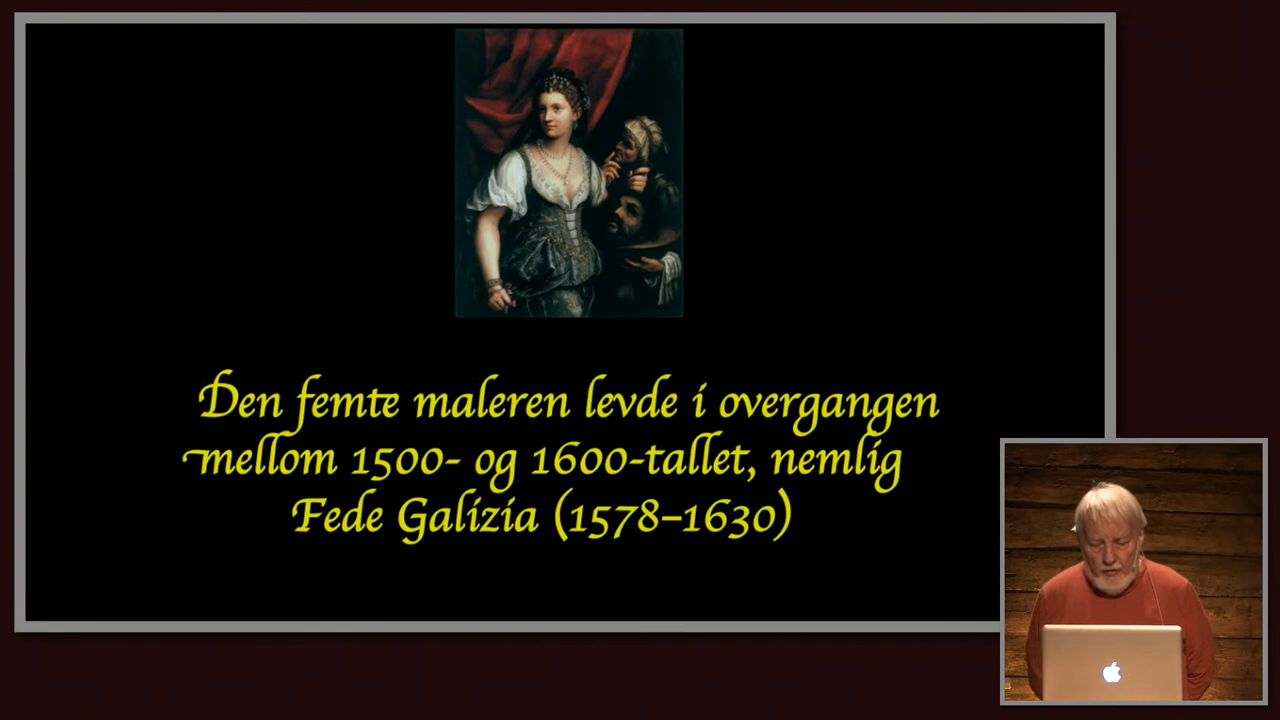 Den femte maleren levde i overgangen
mellom 1500- og 1600-tallet, nemlig
Fede Galizia (1578–1630)